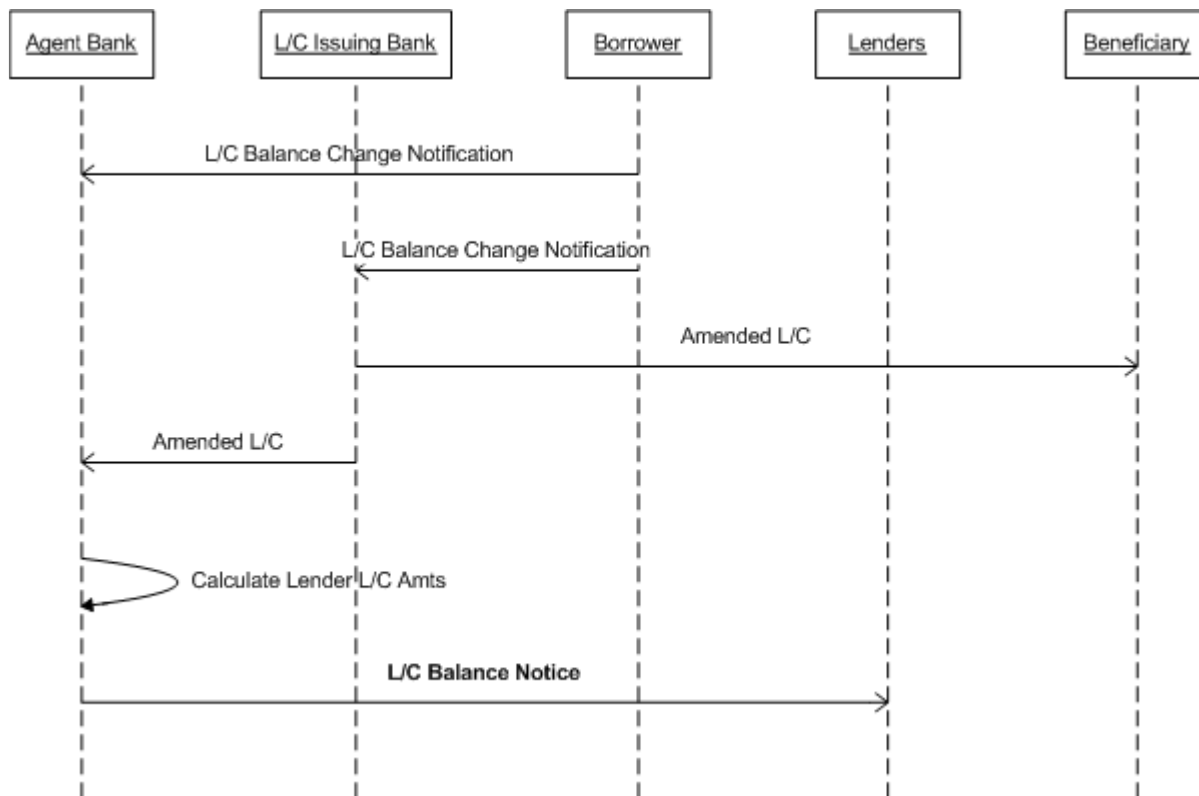 Agent Bank
L/C Issuing Bank
Borrower
Lenders
Beneficiary
L/C Balance Change Notification
L/C Balance Change Notification
Amended L/C
Amended L/C
Calculate Lender L/C Amts
L/C Balance Notice